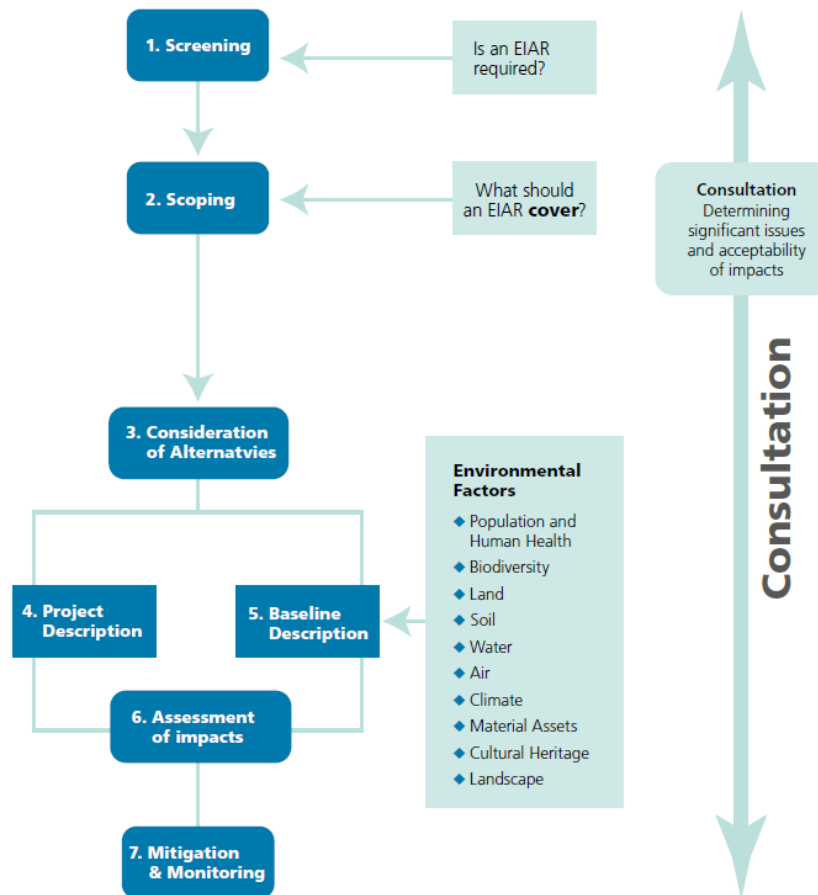 1. Screening
Is an EIAR
required?
2. Scoping
What should
an EIAR cover?
Consultation
Determining
significant issues
and acceptability
of impacts
Consultation
3. Consideration
of Alternatvies
4. Project
Description
5. Baseline
Description
Environmental
Factors
◆ Population and
Human Health
◆ Biodiversity
◆ Land
◆ Soil
◆ Water
◆ Air
◆ Climate
◆ Material Assets
◆ Cultural Heritage
◆ Landscape
6. Assessment
of impacts
7. Mitigation
& Monitoring